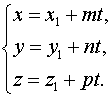 x = x₁ + mt,
y = y₁ + nt,
z = z₁ + pt.